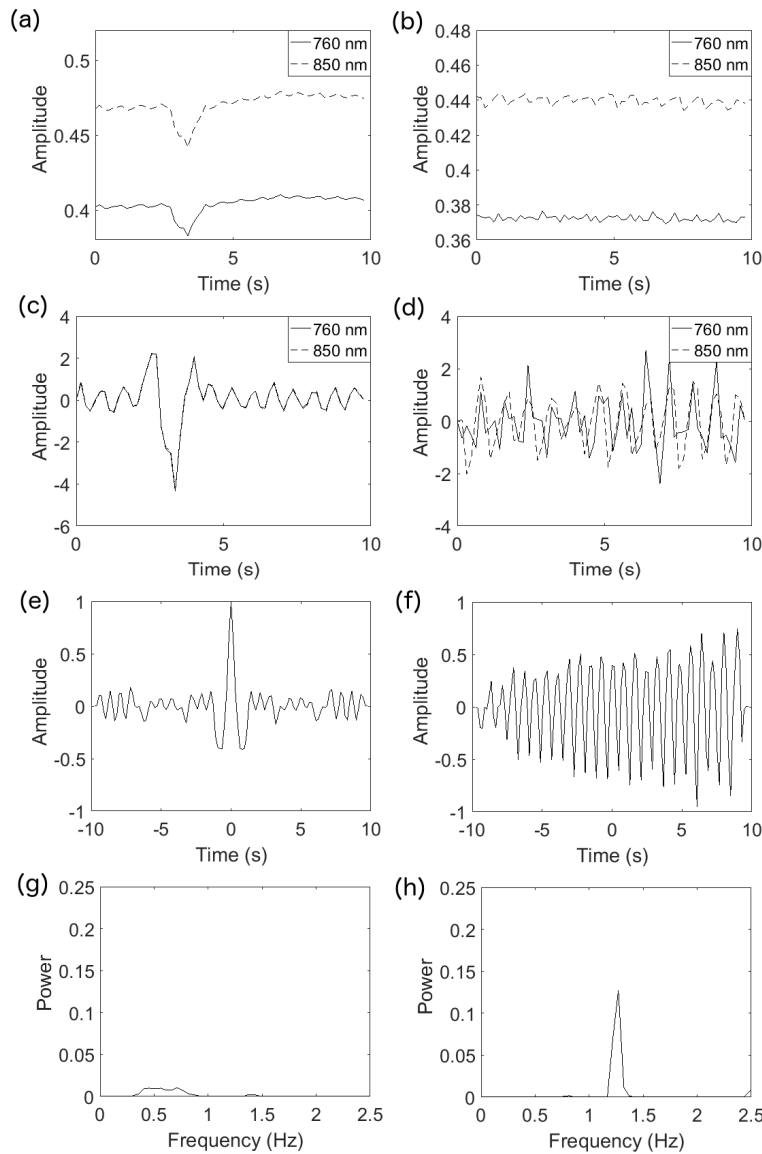 (a)
0.5
0.45
0.4
Amplitude
760 nm
850 nm
0 5 10
Time (s)
(b)
0.48
0.46
0.44
0.42
0.4
0.38
0.36
Amplitude
760 nm
850 nm
0 5 10
Time (s)
(c)
4
2
0
-2
-4
-6
Amplitude
760 nm
850 nm
0 5 10
Time (s)
(d)
4
2
0
-2
-4
Amplitude
760 nm
850 nm
0 5 10
Time (s)
(e)
1
0.5
0
-0.5
-1
Amplitude
-10 -5 0 5 10
Time (s)
(f)
1
0.5
0
-0.5
-1
Amplitude
-10 -5 0 5 10
Time (s)
(g)
0.25
0.2
0.15
0.1
0.05
0
Power
0 0.5 1 1.5 2 2.5
Frequency (Hz)
(h)
0.25
0.2
0.15
0.1
0.05
0
Power
0 0.5 1 1.5 2 2.5
Frequency (Hz)